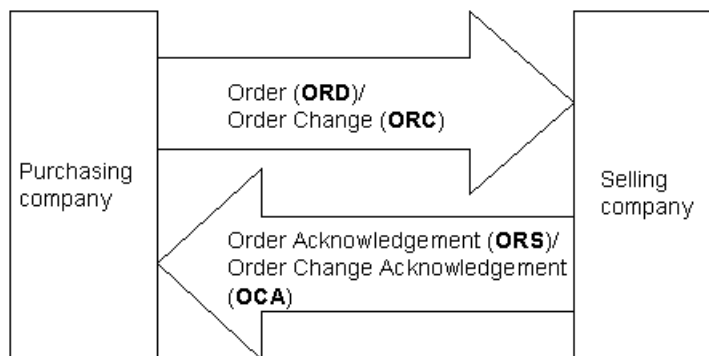 Order (ORD)/
Order Change (ORC)
Purchasing
company
Selling
company
Order Acknowledgement (ORS)/
Order Change Acknowledgement
(OCA)